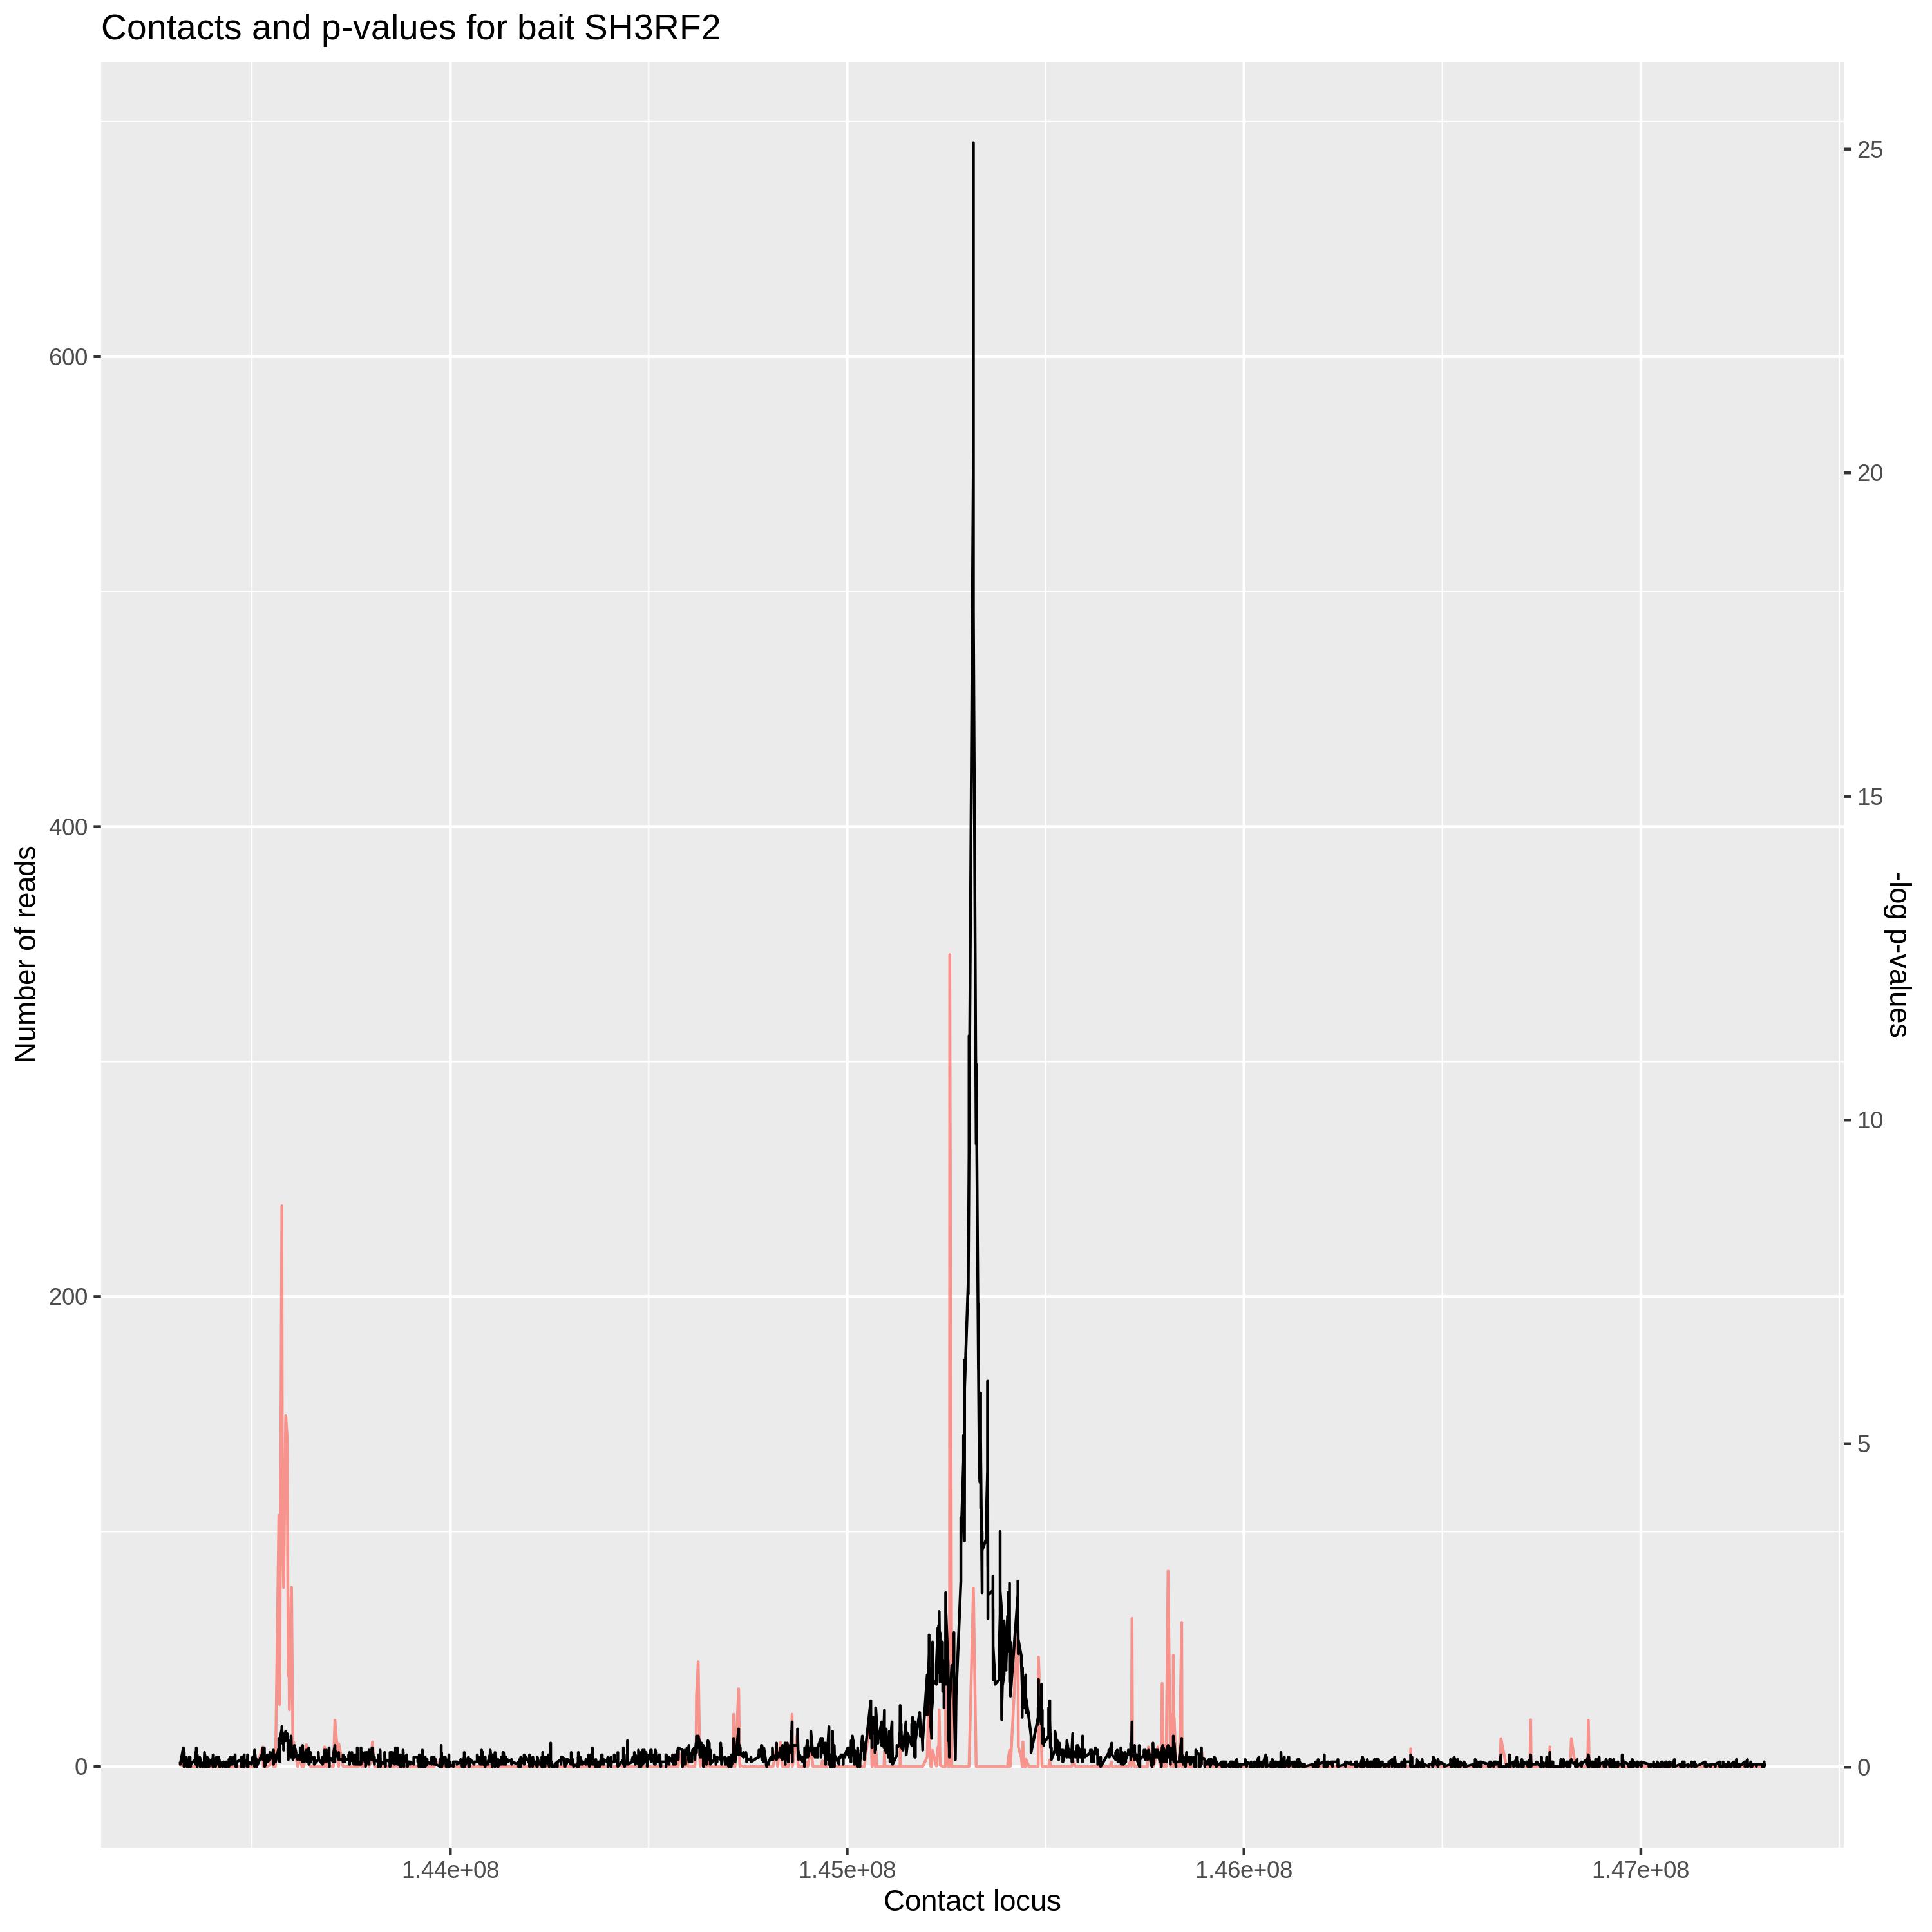 Contacts and p-values for bait SH3RF2
Number of reads
600
400
200
0
25
20
15
10
5
0
-log p-values
1.44e+08
1.45e+08
1.46e+08
1.47e+08
Contact locus